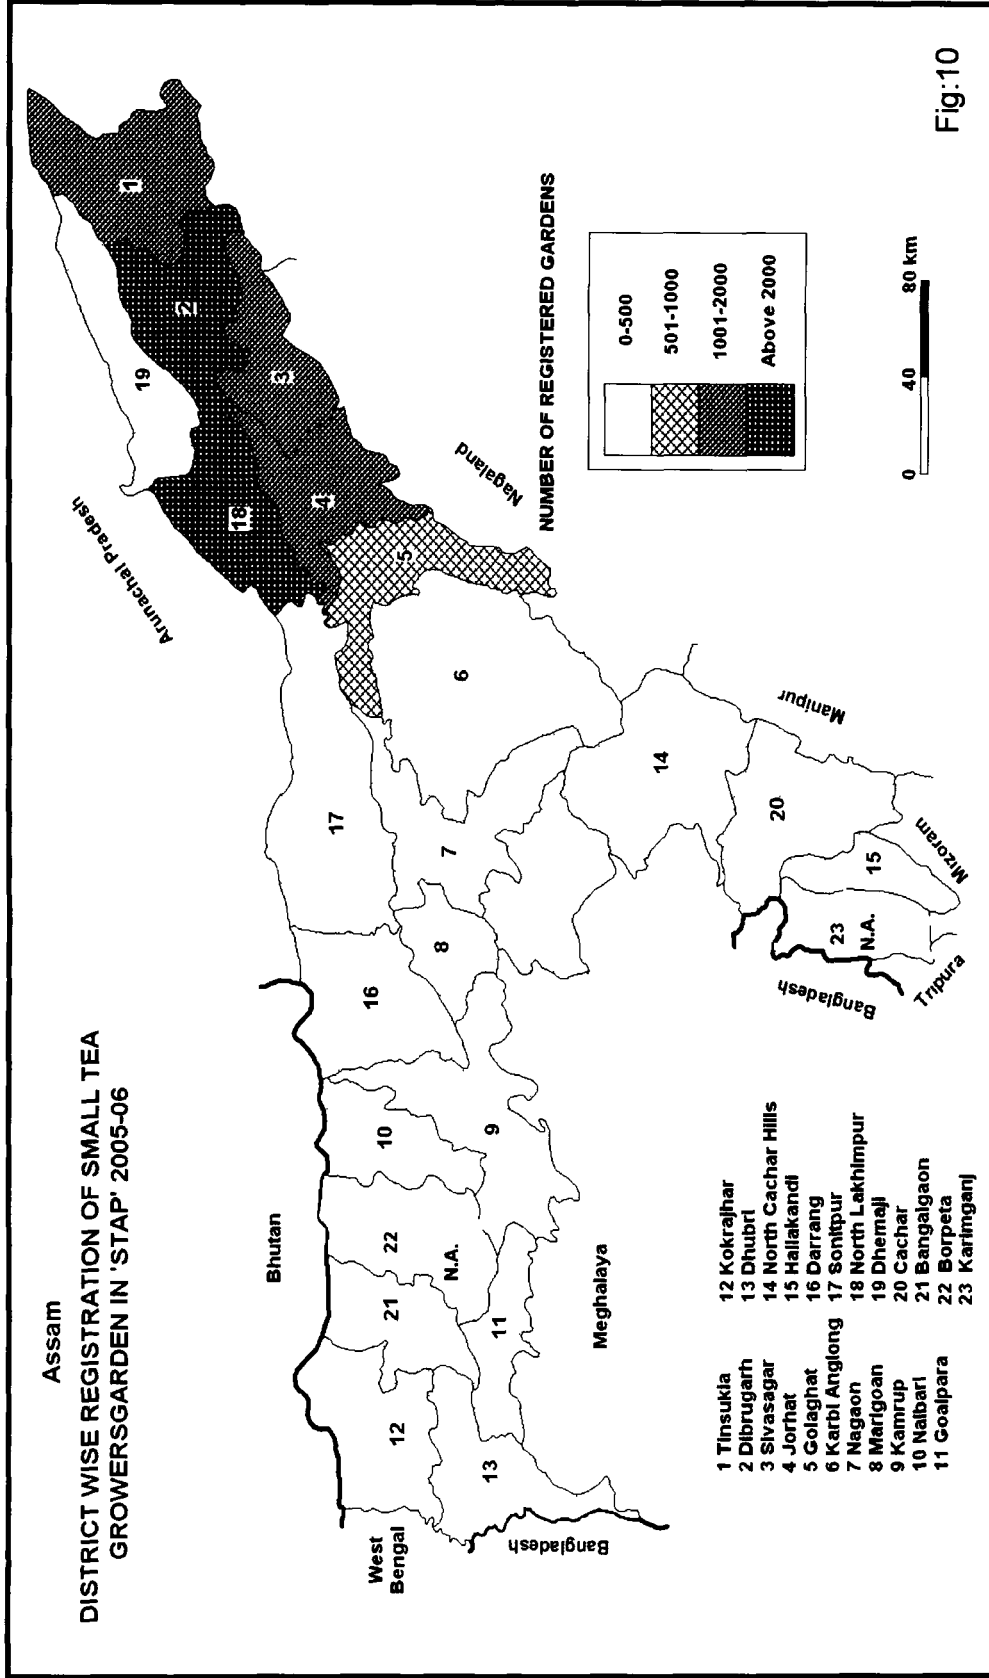 Assam
DISTRICT WISE REGISTRATION OF SMALL TEA
GROWERSGARDEN IN 'STAP' 2005-06
Bhutan
Arunachal Pradesh
Nagaland
Manipur
Mizoram
Tripura
Bangladesh
Meghalaya
West
Bengal
Bangladesh
1
2
3
4
5
6
7
8
9
10
11
12
13
14
15
16
17
18
19
20
21
22
N.A.
23
N.A.
NUMBER OF REGISTERED GARDENS
0-500
501-1000
1001-2000
Above 2000
0 40 80 km
1 Tinsukia
2 Dibrugarh
3 Sivasagar
4 Jorhat
5 Golaghat
6 Karbi Anglong
7 Nagaon
8 Marigoan
9 Kamrup
10 Nalbari
11 Goalpara
12 Kokrajhar
13 Dhubri
14 North Cachar Hills
15 Hailakandi
16 Darrang
17 Sonitpur
18 North Lakhimpur
19 Dhemaji
20 Cachar
21 Bangaigaon
22 Borpeta
23 Karimganj
Fig:10